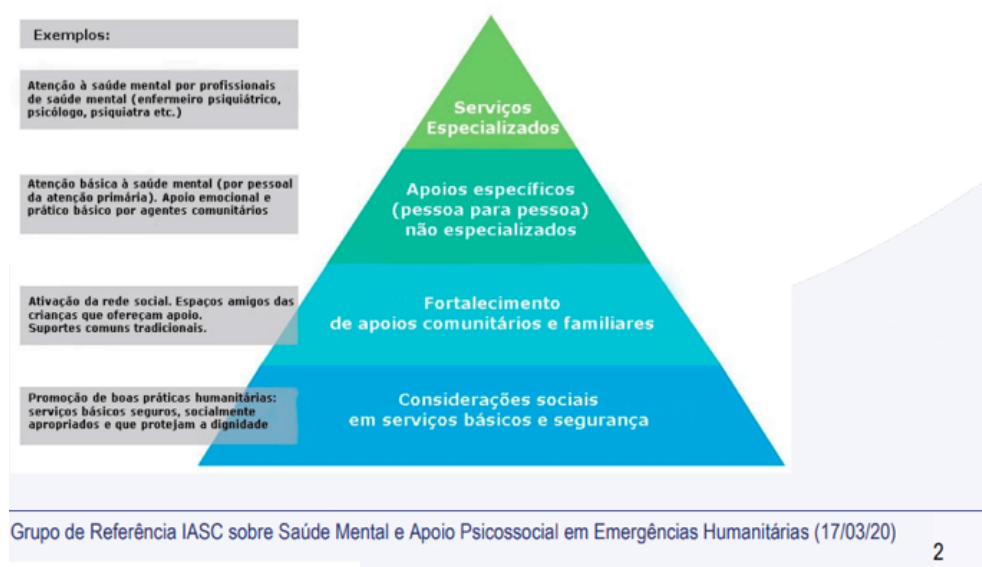 Exemplos:
Atenção à saúde mental por profissionais
de saúde mental (enfermeiro psiquiátrico,
psicólogo, psiquiatra etc.)
Serviços
Especializados
Atenção básica à saúde mental (por pessoal
da atenção primária). Apoio emocional e
prático básico por agentes comunitários
Apoios específicos
(pessoa para pessoa)
não especializados
Ativação da rede social. Espaços amigos das
crianças que ofereçam apoio.
Suportes comuns tradicionais.
Fortalecimento
de apoios comunitários e familiares
Promoção de boas práticas humanitárias:
serviços básicos seguros, socialmente
apropriados e que protejam a dignidade
Considerações sociais
em serviços básicos e segurança
Grupo de Referência IASC sobre Saúde Mental e Apoio Psicossocial em Emergências Humanitárias (17/03/20)
2